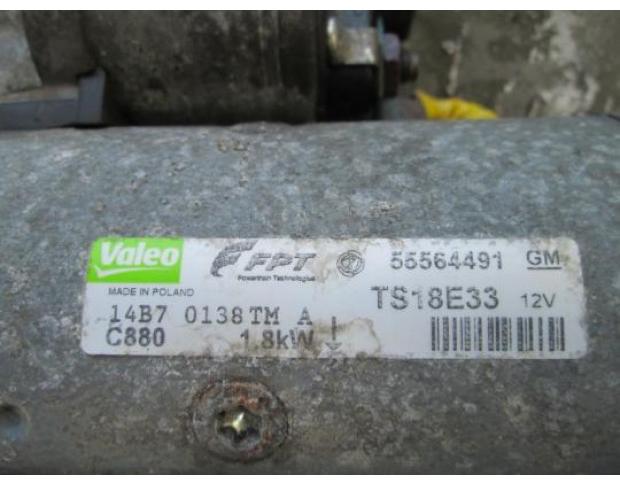 Valeo FPT 55564491 GM
Powertrain Technologies
MADE IN POLAND TS18E33 12V
14B7 0138TM A
C880 1.8kW